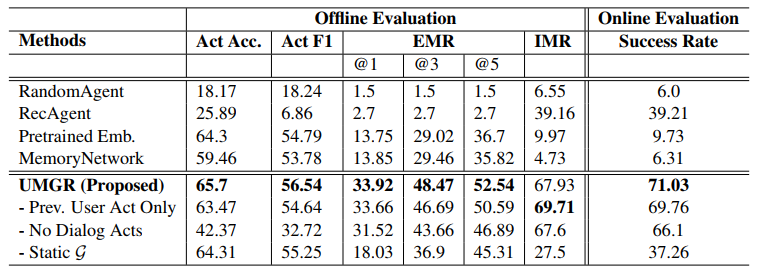 Offline Evaluation Online Evaluation
Methods Act Acc. Act F1 EMR IMR Success Rate
@1 @3 @5
RandomAgent 18.17 18.24 1.5 1.5 1.5 6.55 6.0
RecAgent 25.89 6.86 2.7 2.7 2.7 39.16 39.21
Pretrained Emb. 64.3 54.79 13.75 29.02 36.7 9.97 9.73
MemoryNetwork 59.46 53.78 13.85 29.46 35.82 4.73 6.31
UMGR (Proposed) 65.7 56.54 33.92 48.47 52.54 67.93 71.03
- Prev. User Act Only 63.47 54.64 33.66 46.69 50.59 69.71 69.76
- No Dialog Acts 42.37 32.72 31.52 43.66 46.89 67.6 66.1
- Static 𝒢 64.31 55.25 18.03 36.9 45.31 27.5 37.26